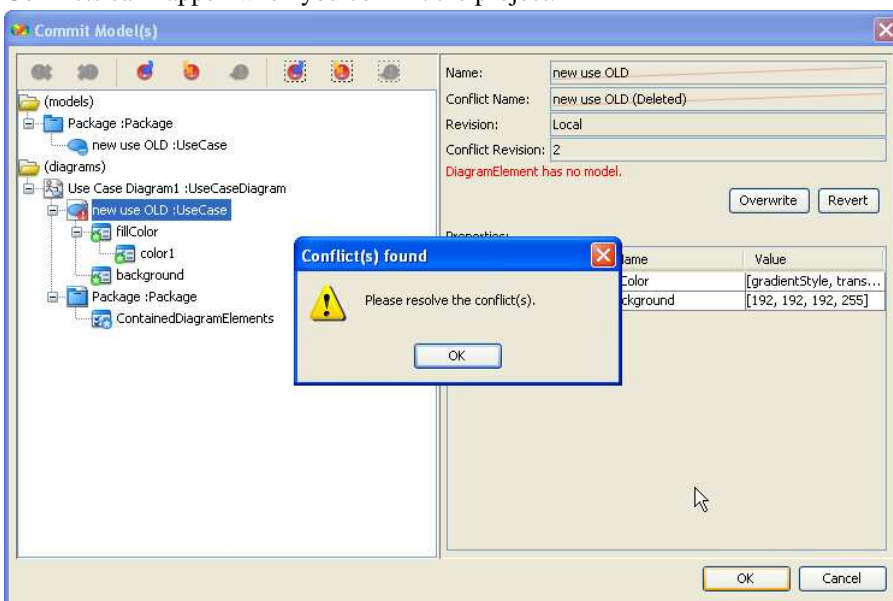 Commit Model(s)
(models)
Package :Package
new use OLD :UseCase
(diagrams)
Use Case Diagram1 :UseCaseDiagram
new use OLD :UseCase
fillColor
color1
background
Package :Package
ContainedDiagramElements
Name: new use OLD
Conflict Name: new use OLD (Deleted)
Revision: Local
Conflict Revision: 2
DiagramElement has no model.
Overwrite Revert
Value
[gradientStyle, trans...
[192, 192, 192, 255]
Conflict(s) found
Please resolve the conflict(s).
OK
OK Cancel